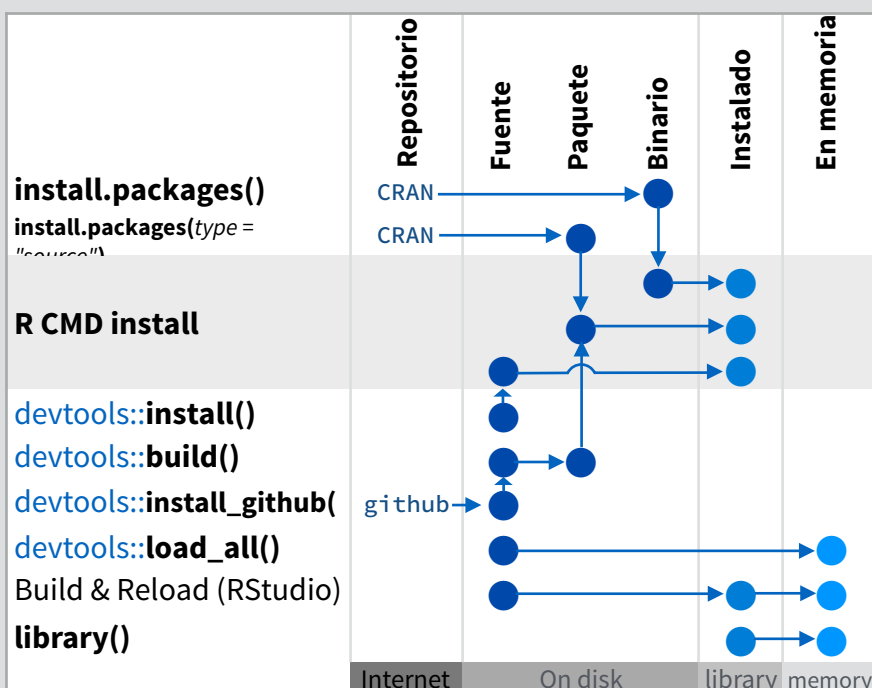 Repositorio
Fuente
Paquete
Binario
Instalado
En memoria
install.packages()
CRAN
install.packages(type =
"source")
CRAN
R CMD install
devtools::install()
devtools::build()
devtools::install_github(
github
devtools::load_all()
Build & Reload (RStudio)
library()
Internet
On disk
library
memory